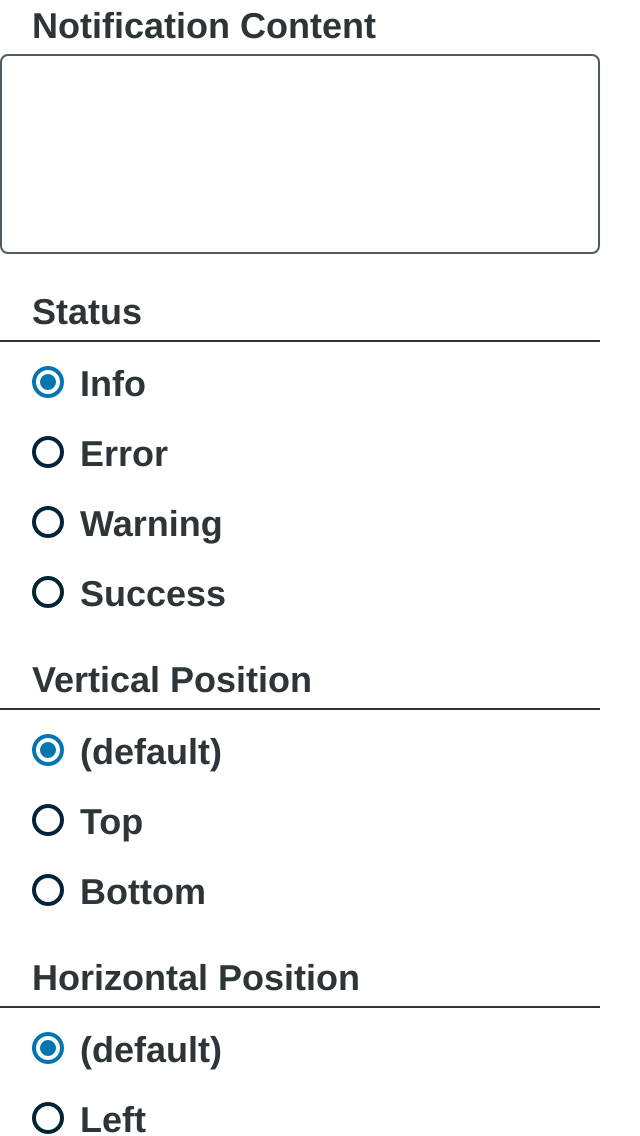 Notification Content
Status
Info
Error
Warning
Success
Vertical Position
(default)
Top
Bottom
Horizontal Position
(default)
Left